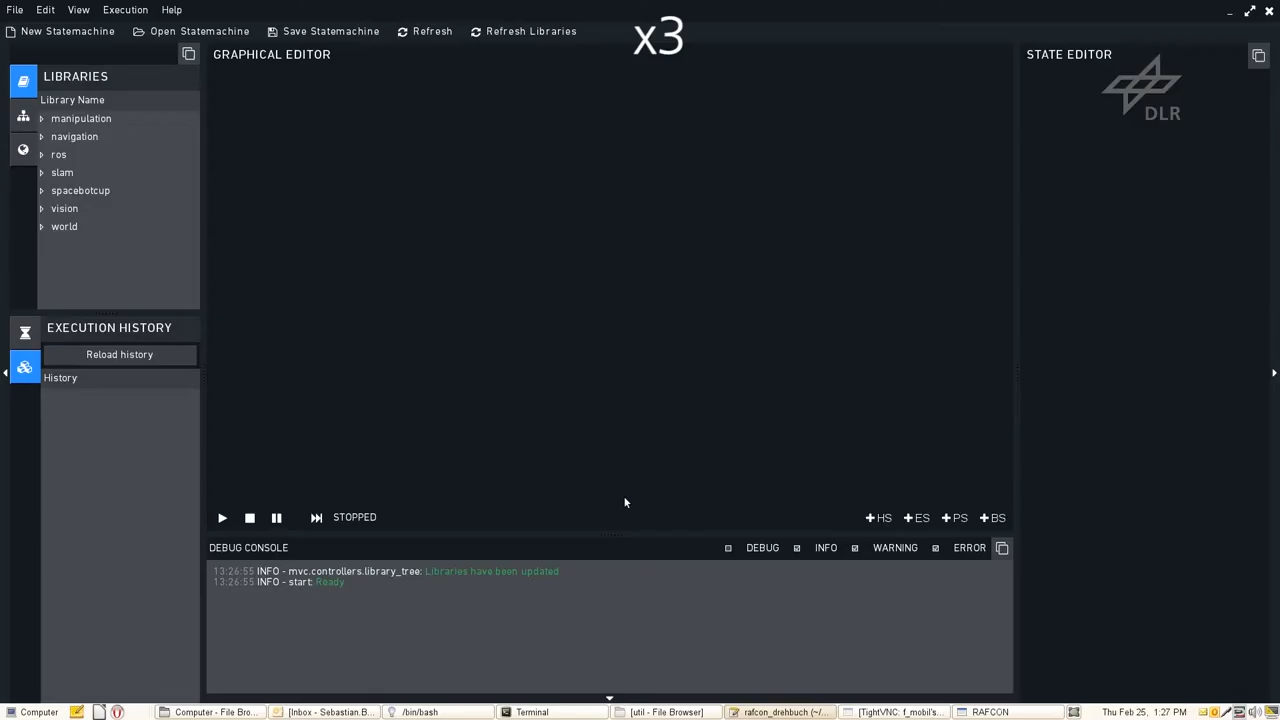 File Edit View Execution Help
New Statemachine Open Statemachine Save Statemachine Refresh Refresh Libraries
x3
GRAPHICAL EDITOR
STATE EDITOR
DLR
LIBRARIES
Library Name
manipulation
navigation
ros
slam
spacebotcup
vision
world
EXECUTION HISTORY
Reload history
History
STOPPED
+HS +ES +PS +BS
DEBUG CONSOLE
DEBUG INFO WARNING ERROR
13:26:55 INFO - mvc.controllers.library_tree: Libraries have been updated
13:26:55 INFO - start: Ready
Computer Computer - File Bro... [Inbox - Sebastian.B... /bin/bash Terminal [util - File Browser] rafcon_drehbuch (~/... [TightVNC: f_mobil's... RAFCON Thu Feb 25, 1:27 PM